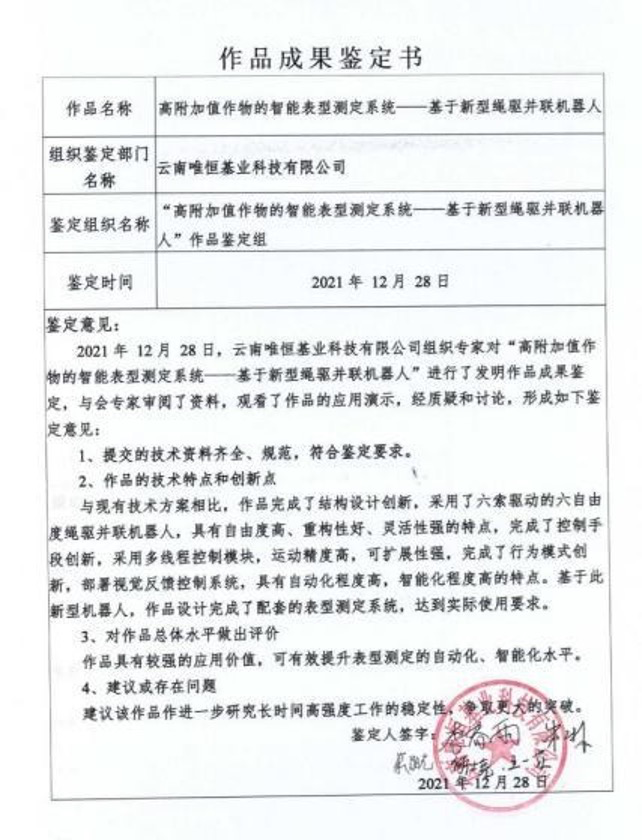 作品成果鉴定书
作品名称
高附加值作物的智能表型测定系统——基于新型绳驱并联机器人
组织鉴定部门
名称
云南唯恒基业科技有限公司
鉴定组织名称
“高附加值作物的智能表型测定系统——基于新型绳驱并联机器
人”作品鉴定组
鉴定时间
2021 年 12 月 28 日
鉴定意见：
2021 年 12 月 28 日，云南唯恒基业科技有限公司组织专家对“高附加值作
物的智能表型测定系统——基于新型绳驱并联机器人”进行了发明作品成果鉴
定，与会专家审阅了资料，观看了作品的应用演示，经质疑和讨论，形成如下鉴
定意见：
1、提交的技术资料齐全、规范，符合鉴定要求。
2、作品的技术特点和创新点
与现有技术方案相比，作品完成了结构设计创新，采用了六索驱动的六自由
度绳驱并联机器人，具有自由度高、重构性好、灵活性强的特点，完成了控制手
段创新，采用多线程控制模块，运动精度高，可扩展性强，完成了行为模式创
新，部署视觉反馈控制系统，具有自动化程度高，智能化程度高的特点。基于此
新型机器人，作品设计完成了配套的表型测定系统，达到实际使用要求。
3、对作品总体水平做出评价
作品具有较强的应用价值，可有效提升表型测定的自动化、智能化水平。
4、建议或存在问题
建议该作品作进一步研究长时间高强度工作的稳定性，争取更大的突破。
鉴定人签字：
2021 年 12 月 28 日